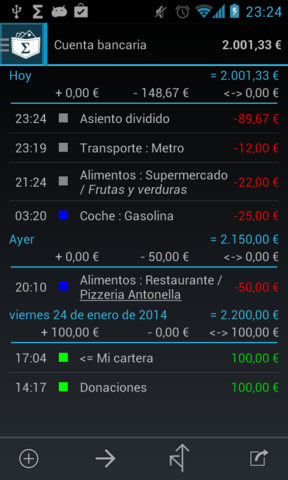 23:24
Σ
Cuenta bancaria 2.001,33 €
Hoy = 2.001,33 €
+ 0,00 € - 148,67 € <-> 0,00 €
23:24 Asiento dividido -89,67 €
23:19 Transporte : Metro -12,00 €
21:24 Alimentos : Supermercado / Frutas y verduras -22,00 €
03:20 Coche : Gasolina -25,00 €
Ayer = 2.150,00 €
+ 0,00 € - 50,00 € <-> 0,00 €
20:10 Alimentos : Restaurante / Pizzeria Antonella -50,00 €
viernes 24 de enero de 2014 = 2.200,00 €
+ 100,00 € - 0,00 € <-> 100,00 €
17:04 <= Mi cartera 100,00 €
14:17 Donaciones 100,00 €